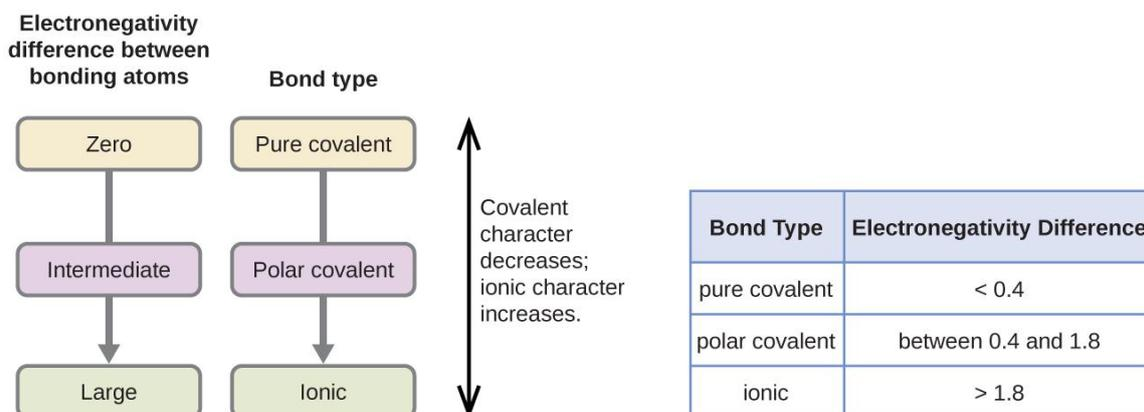 Electronegativity
difference between
bonding atoms
Bond type
Zero
Pure covalent
Intermediate
Polar covalent
Large
Ionic
Covalent
character
decreases;
ionic character
increases.
Bond Type Electronegativity Difference
pure covalent < 0.4
polar covalent between 0.4 and 1.8
ionic > 1.8